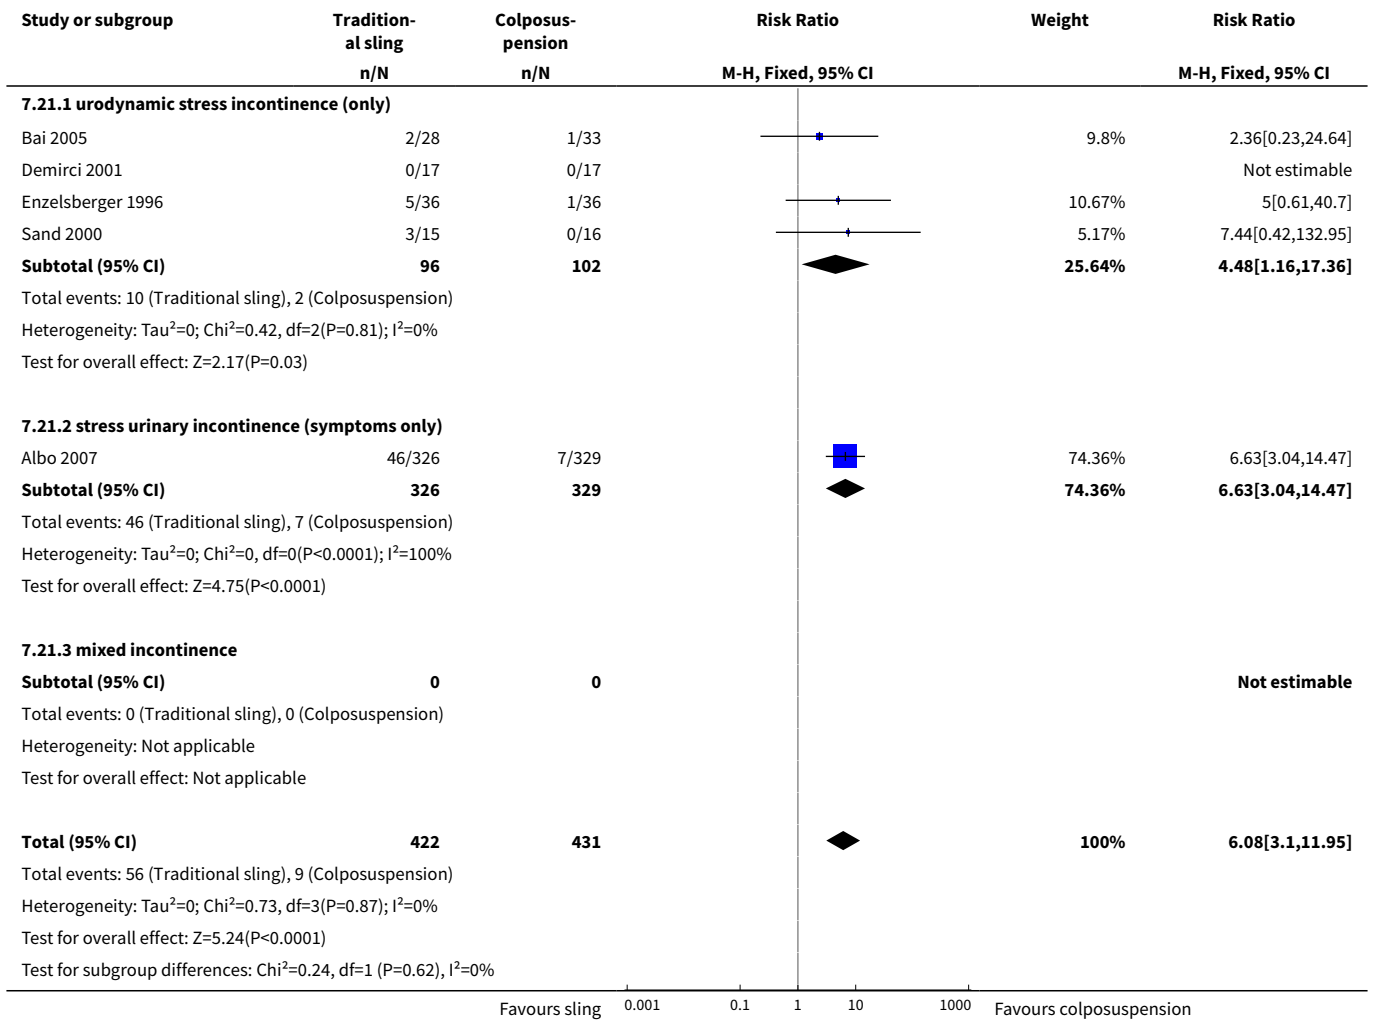 Study or subgroup Tradition- Colposus- Risk Ratio Weight Risk Ratio
al sling pension
n/N n/N M-H, Fixed, 95% CI M-H, Fixed, 95% CI
7.21.1 urodynamic stress incontinence (only)
Bai 2005 2/28 1/33 9.8% 2.36[0.23,24.64]
Demirci 2001 0/17 0/17 Not estimable
Enzelsberger 1996 5/36 1/36 10.67% 5[0.61,40.7]
Sand 2000 3/15 0/16 5.17% 7.44[0.42,132.95]
Subtotal (95% CI) 96 102 25.64% 4.48[1.16,17.36]
Total events: 10 (Traditional sling), 2 (Colposuspension)
Heterogeneity: Tau²=0; Chi²=0.42, df=2(P=0.81); I²=0%
Test for overall effect: Z=2.17(P=0.03)
7.21.2 stress urinary incontinence (symptoms only)
Albo 2007 46/326 7/329 74.36% 6.63[3.04,14.47]
Subtotal (95% CI) 326 329 74.36% 6.63[3.04,14.47]
Total events: 46 (Traditional sling), 7 (Colposuspension)
Heterogeneity: Tau²=0; Chi²=0, df=0(P<0.0001); I²=100%
Test for overall effect: Z=4.75(P<0.0001)
7.21.3 mixed incontinence
Subtotal (95% CI) 0 0 Not estimable
Total events: 0 (Traditional sling), 0 (Colposuspension)
Heterogeneity: Not applicable
Test for overall effect: Not applicable
Total (95% CI) 422 431 100% 6.08[3.1,11.95]
Total events: 56 (Traditional sling), 9 (Colposuspension)
Heterogeneity: Tau²=0; Chi²=0.73, df=3(P=0.87); I²=0%
Test for overall effect: Z=5.24(P<0.0001)
Test for subgroup differences: Chi²=0.24, df=1 (P=0.62), I²=0%
Favours sling 0.001 0.1 1 10 1000 Favours colposuspension